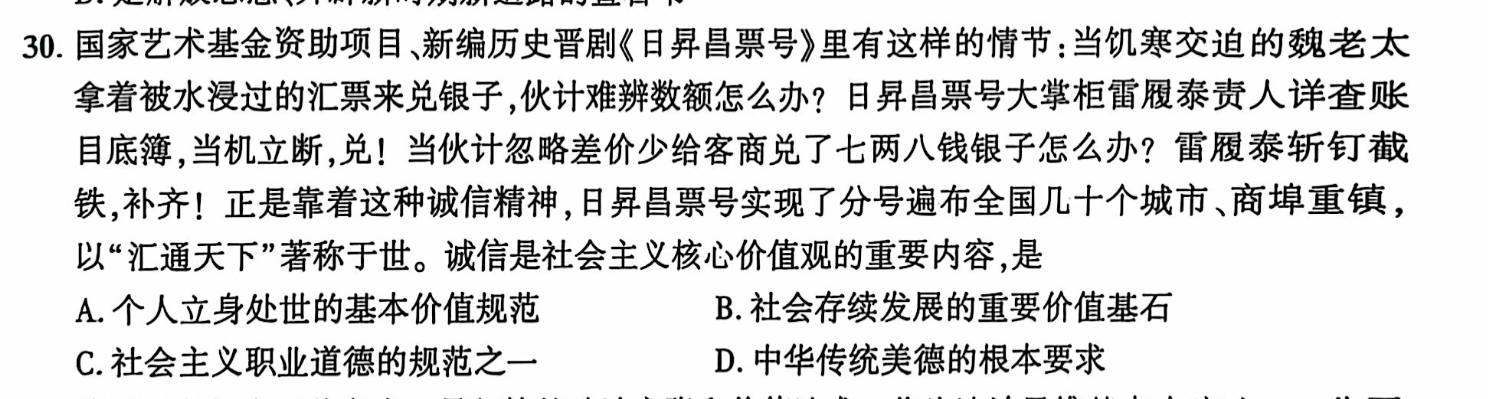 30. 国家艺术基金资助项目、新编历史晋剧《日昇昌票号》里有这样的情节:当饥寒交迫的魏老太
拿着被水浸过的汇票来兑银子,伙计难辨数额怎么办?日昇昌票号大掌柜雷履泰责人详查账
目底簿,当机立断,兑!当伙计忽略差价少给客商兑了七两八钱银子怎么办?雷履泰斩钉截
铁,补齐!正是靠着这种诚信精神,日昇昌票号实现了分号遍布全国几十个城市、商埠重镇,
以“汇通天下”著称于世。诚信是社会主义核心价值观的重要内容,是
A. 个人立身处世的基本价值规范 B. 社会存续发展的重要价值基石
C. 社会主义职业道德的规范之一 D. 中华传统美德的根本要求